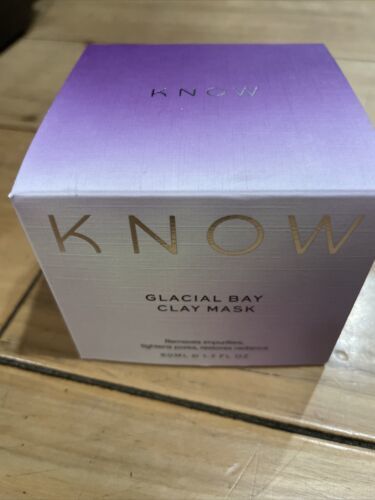 KNOW
KNOW
GLACIAL BAY
CLAY MASK
Removes impurities,
tightens pores, restores radiance
50ML ℮ 1.7 FL OZ